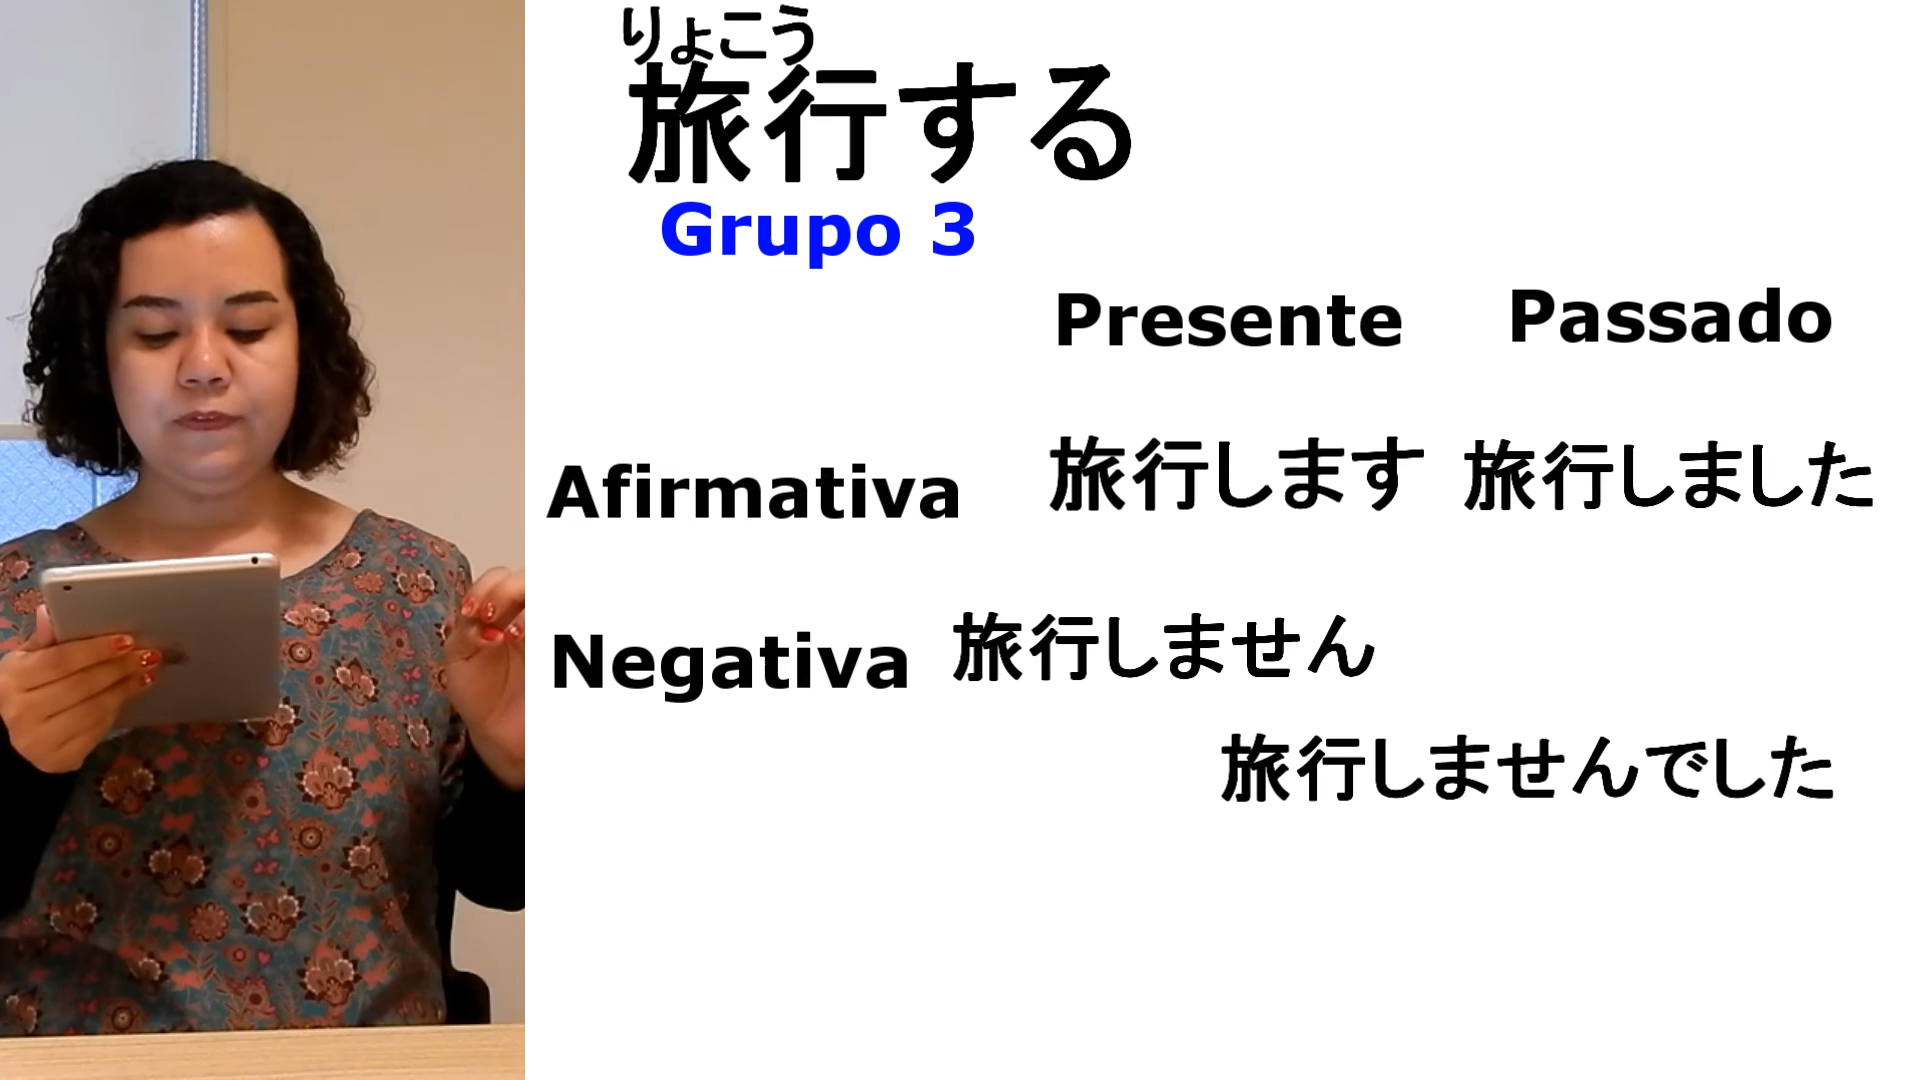 りょこう
旅行する
Grupo 3
Presente Passado
Afirmativa 旅行します 旅行しました
Negativa 旅行しません
旅行しませんでした